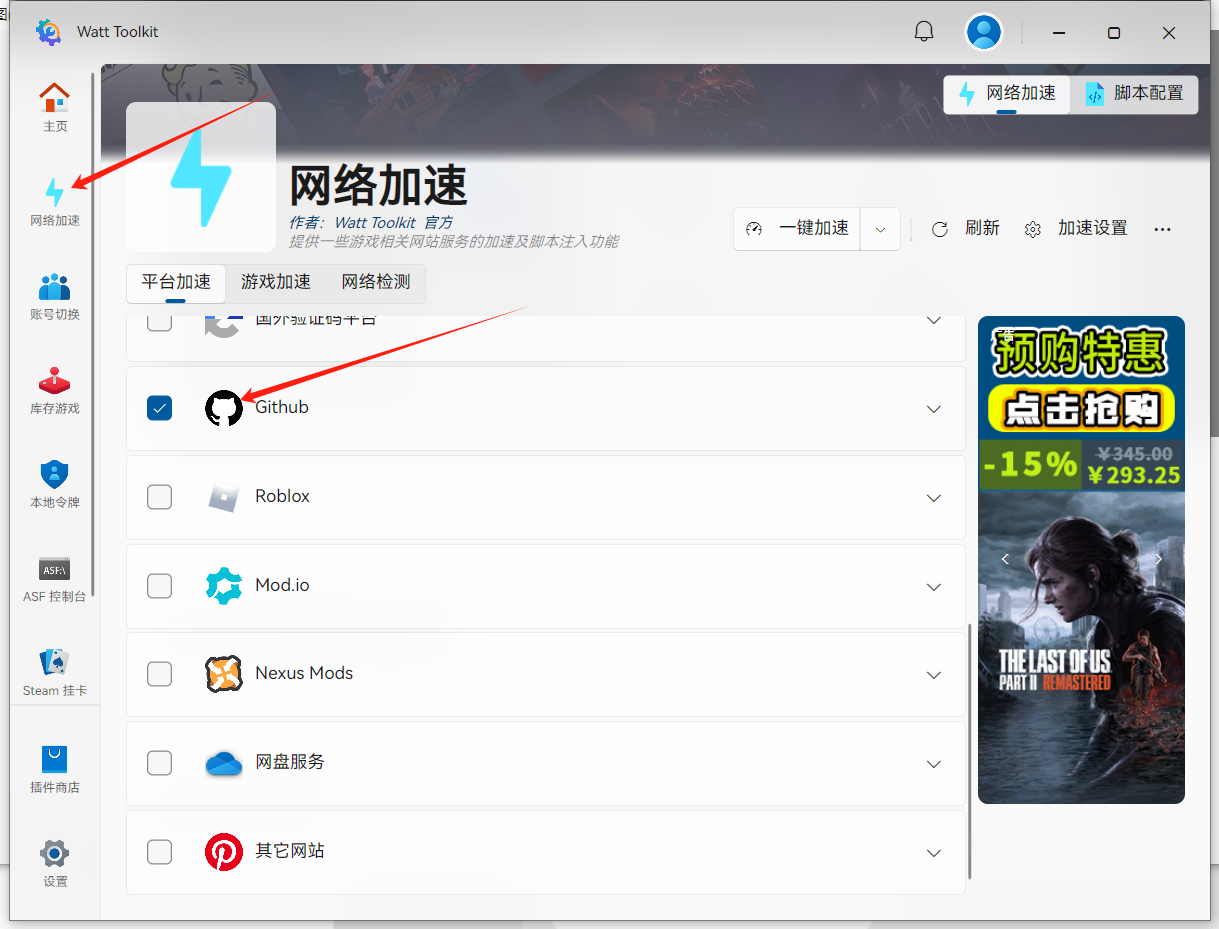 图
Watt Toolkit
主页
网络加速
账号切换
库存游戏
本地令牌
ASF:\
ASF 控制台
Steam 挂卡
插件商店
设置
网络加速
脚本配置
网络加速
作者： Watt Toolkit 官方
提供一些游戏相关网站服务的加速及脚本注入功能
一键加速
刷新
加速设置
平台加速
游戏加速
网络检测
国外验证码平台
Github
Roblox
Mod.io
Nexus Mods
网盘服务
其它网站
广告
预购特惠
点击抢购
-15%
¥345.00
¥293.25
THE LAST OF US
PART II REMASTERED